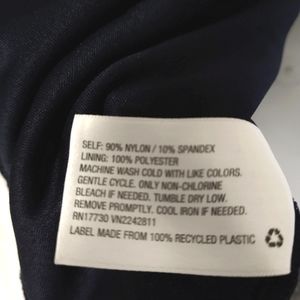 SELF: 90% NYLON / 10% SPANDEX
LINING: 100% POLYESTER
MACHINE WASH COLD WITH LIKE COLORS.
GENTLE CYCLE. ONLY NON-CHLORINE
BLEACH IF NEEDED. TUMBLE DRY LOW.
REMOVE PROMPTLY. COOL IRON IF NEEDED.
RN17730 VN2242811
LABEL MADE FROM 100% RECYCLED PLASTIC